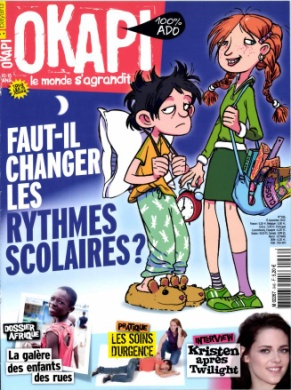 OKAPI
OKAPI
100%
ADO
le monde s'agrandit
FAUT-IL
CHANGER
LES
RYTHMES
SCOLAIRES ?
DOSSIER
AFRIQUE
La galère
des enfants
des rues
PRATIQUE
LES SOINS
D'URGENCE
INTERVIEW
Kristen
après
Twilight